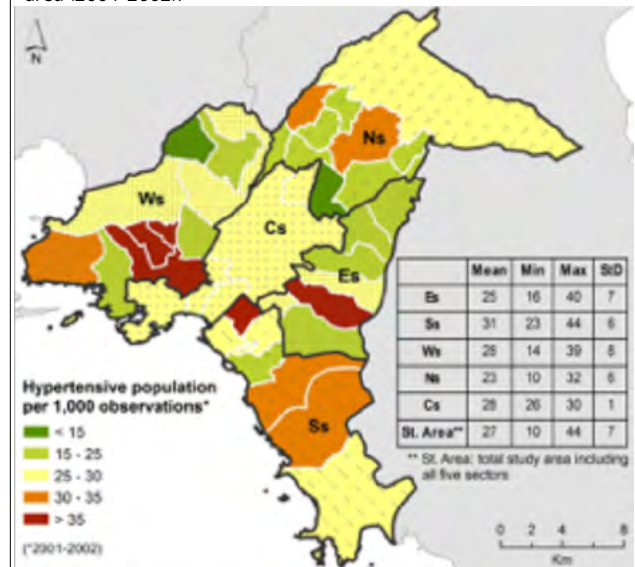 N
Ns
Ws
Cs
Es
Ss
Mean Min Max StD
Es 25 16 40 7
Ss 31 23 44 6
Ws 28 14 39 8
Ns 23 10 32 6
Cs 28 26 30 1
St. Area** 27 10 44 7
** St. Area: total study area including
all five sectors
Hypertensive population
per 1,000 observations*
< 15
15 - 25
25 - 30
30 - 35
> 35
(*2001-2002)
0 2 4 8
Km